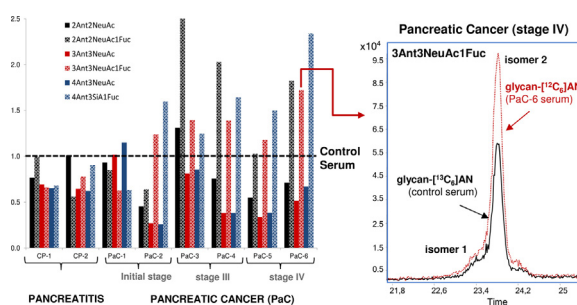 2Ant2NeuAc
2Ant2NeuAc1Fuc
3Ant3NeuAc
3Ant3NeuAc1Fuc
4Ant3NeuAc
4Ant3SiA1Fuc
2.5
2.0
1.5
1.0
0.5
0.0
Control
Serum
CP-1 CP-2 PaC-1 PaC-2 PaC-3 PaC-4 PaC-5 PaC-6
Initial stage stage III stage IV
PANCREATITIS PANCREATIC CANCER (PaC)
Pancreatic Cancer (stage IV)
x10⁴
3Ant3NeuAc1Fuc
isomer 2
glycan-[¹²C₆]AN
(PaC-6 serum)
glycan-[¹³C₆]AN
(control serum)
isomer 1
9.5
8.5
7.5
6.5
5.5
4.5
3.5
2.5
1.5
0.5
21,8 22,6 23,4 24,2 25
Time